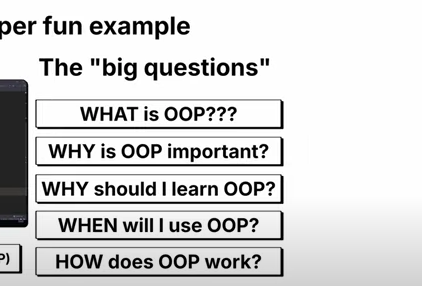 per fun example
The "big questions"
WHAT is OOP???
WHY is OOP important?
WHY should I learn OOP?
WHEN will I use OOP?
P)
HOW does OOP work?